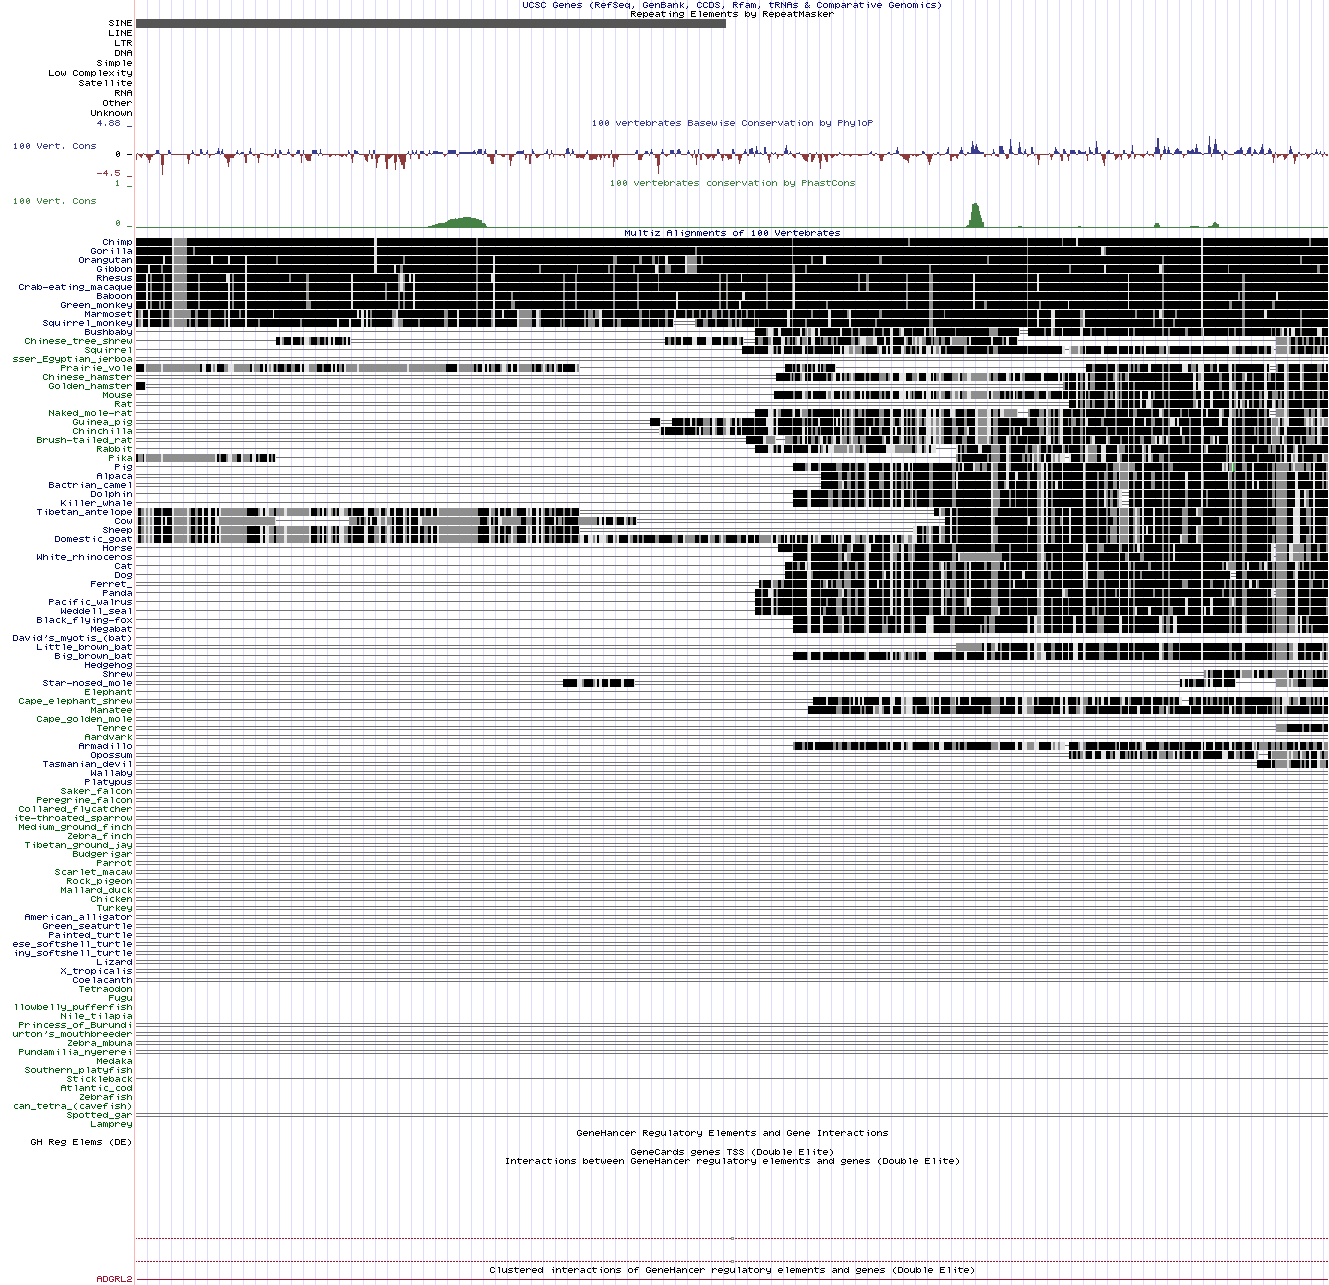 UCSC Genes (RefSeq, GenBank, CCDS, Rfam, tRNAs & Comparative Genomics)
Repeating Elements by RepeatMasker
SINE
LINE
LTR
DNA
Simple
Low Complexity
Satellite
RNA
Other
Unknown
4.88 _
100 vertebrates Basewise Conservation by PhyloP
100 Vert. Cons
0 -
-4.5 _
100 vertebrates conservation by PhastCons
1 _
100 Vert. Cons
0 _
Multiz Alignments of 100 Vertebrates
Chimp
Gorilla
Orangutan
Gibbon
Rhesus
Crab-eating_macaque
Baboon
Green_monkey
Marmoset
Squirrel_monkey
Bushbaby
Chinese_tree_shrew
Squirrel
sser_Egyptian_jerboa
Prairie_vole
Chinese_hamster
Golden_hamster
Mouse
Rat
Naked_mole-rat
Guinea_pig
Chinchilla
Brush-tailed_rat
Rabbit
Pika
Pig
Alpaca
Bactrian_camel
Dolphin
Killer_whale
Tibetan_antelope
Cow
Sheep
Domestic_goat
Horse
White_rhinoceros
Cat
Dog
Ferret_
Panda
Pacific_walrus
Weddell_seal
Black_flying-fox
Megabat
David's_myotis_(bat)
Little_brown_bat
Big_brown_bat
Hedgehog
Shrew
Star-nosed_mole
Elephant
Cape_elephant_shrew
Manatee
Cape_golden_mole
Tenrec
Aardvark
Armadillo
Opossum
Tasmanian_devil
Wallaby
Platypus
Saker_falcon
Peregrine_falcon
Collared_flycatcher
ite-throated_sparrow
Medium_ground_finch
Zebra_finch
Tibetan_ground_jay
Budgerigar
Parrot
Scarlet_macaw
Rock_pigeon
Mallard_duck
Chicken
Turkey
American_alligator
Green_seaturtle
Painted_turtle
ese_softshell_turtle
iny_softshell_turtle
Lizard
X_tropicalis
Coelacanth
Tetraodon
Fugu
llowbelly_pufferfish
Nile_tilapia
Princess_of_Burundi
urton's_mouthbreeder
Zebra_mbuna
Pundamilia_nyererei
Medaka
Southern_platyfish
Stickleback
Atlantic_cod
Zebrafish
can_tetra_(cavefish)
Spotted_gar
Lamprey
GeneHancer Regulatory Elements and Gene Interactions
GH Reg Elems (DE)
GeneCards genes TSS (Double Elite)
Interactions between GeneHancer regulatory elements and genes (Double Elite)
Clustered interactions of GeneHancer regulatory elements and genes (Double Elite)
ADGRL2